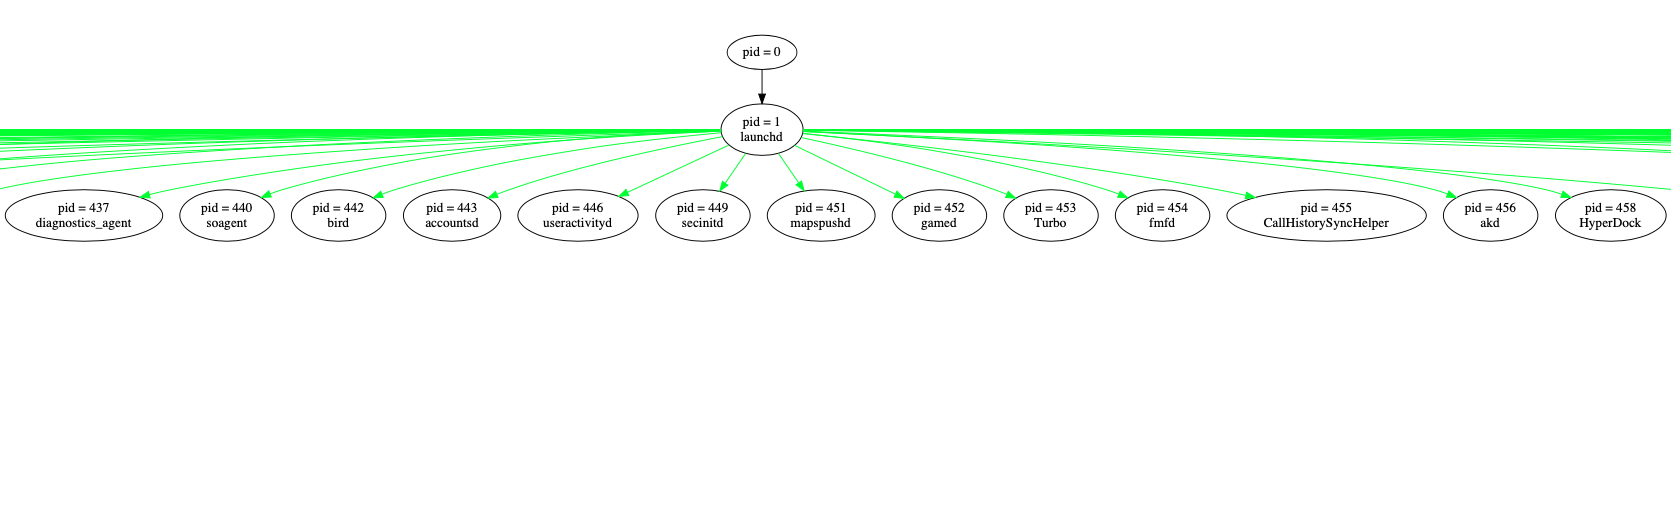 pid = 0
pid = 1
launchd
pid = 437
diagnostics_agent
pid = 440
soagent
pid = 442
bird
pid = 443
accountsd
pid = 446
useractivityd
pid = 449
secinitd
pid = 451
mapspushd
pid = 452
gamed
pid = 453
Turbo
pid = 454
fmfd
pid = 455
CallHistorySyncHelper
pid = 456
akd
pid = 458
HyperDock